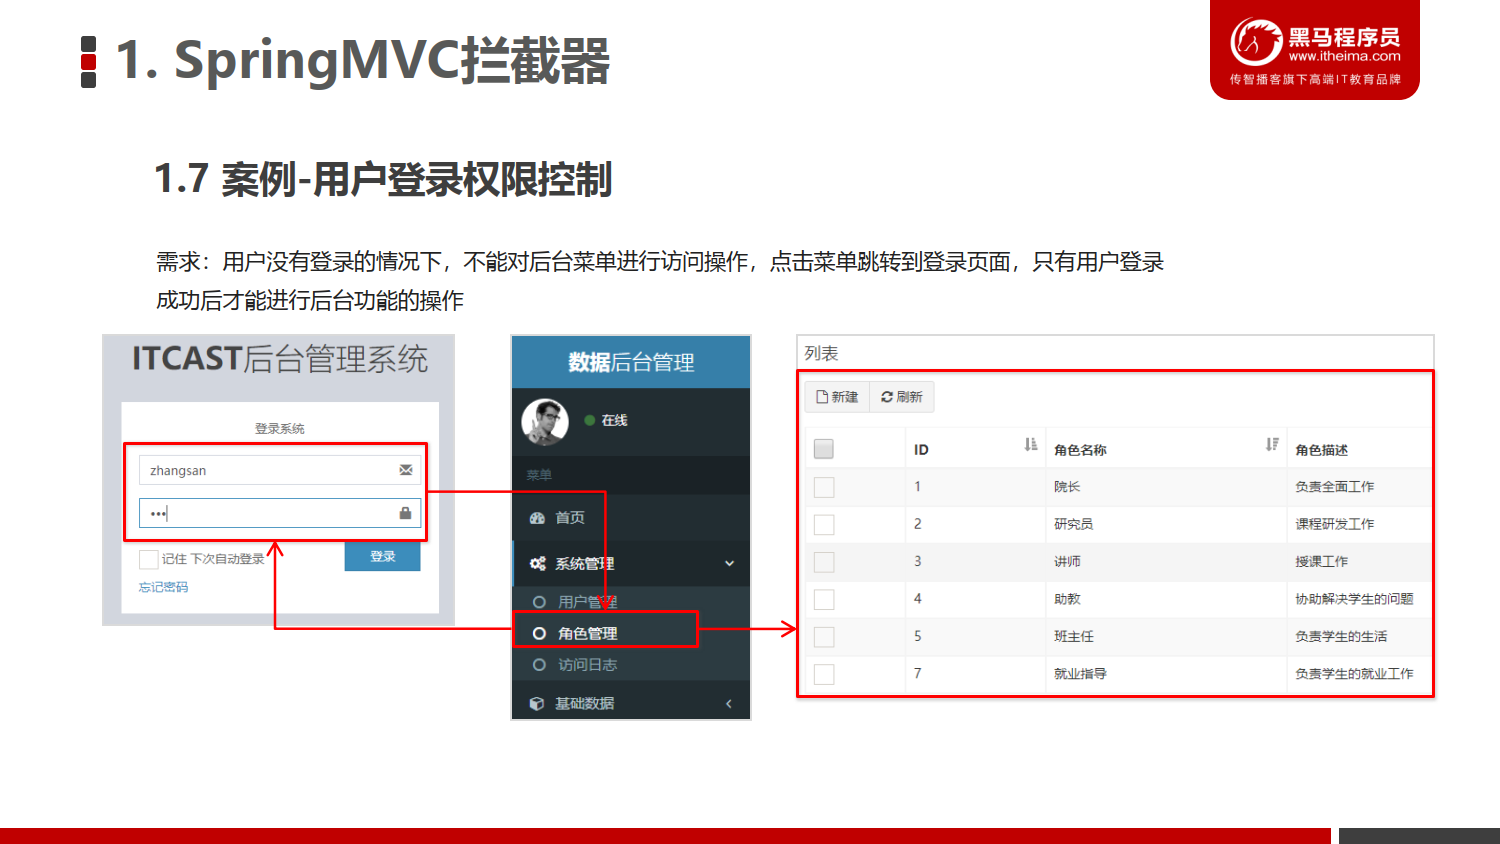 1. SpringMVC拦截器
黑马程序员
www.itheima.com
传智播客旗下高端IT教育品牌
1.7 案例-用户登录权限控制
需求：用户没有登录的情况下，不能对后台菜单进行访问操作，点击菜单跳转到登录页面，只有用户登录
成功后才能进行后台功能的操作
ITCAST后台管理系统
登录系统
zhangsan
•••
记住 下次自动登录
登录
忘记密码
数据后台管理
在线
菜单
首页
系统管理
用户管理
角色管理
访问日志
基础数据
列表
新建 刷新
ID 角色名称 角色描述
1 院长 负责全面工作
2 研究员 课程研发工作
3 讲师 授课工作
4 助教 协助解决学生的问题
5 班主任 负责学生的生活
7 就业指导 负责学生的就业工作